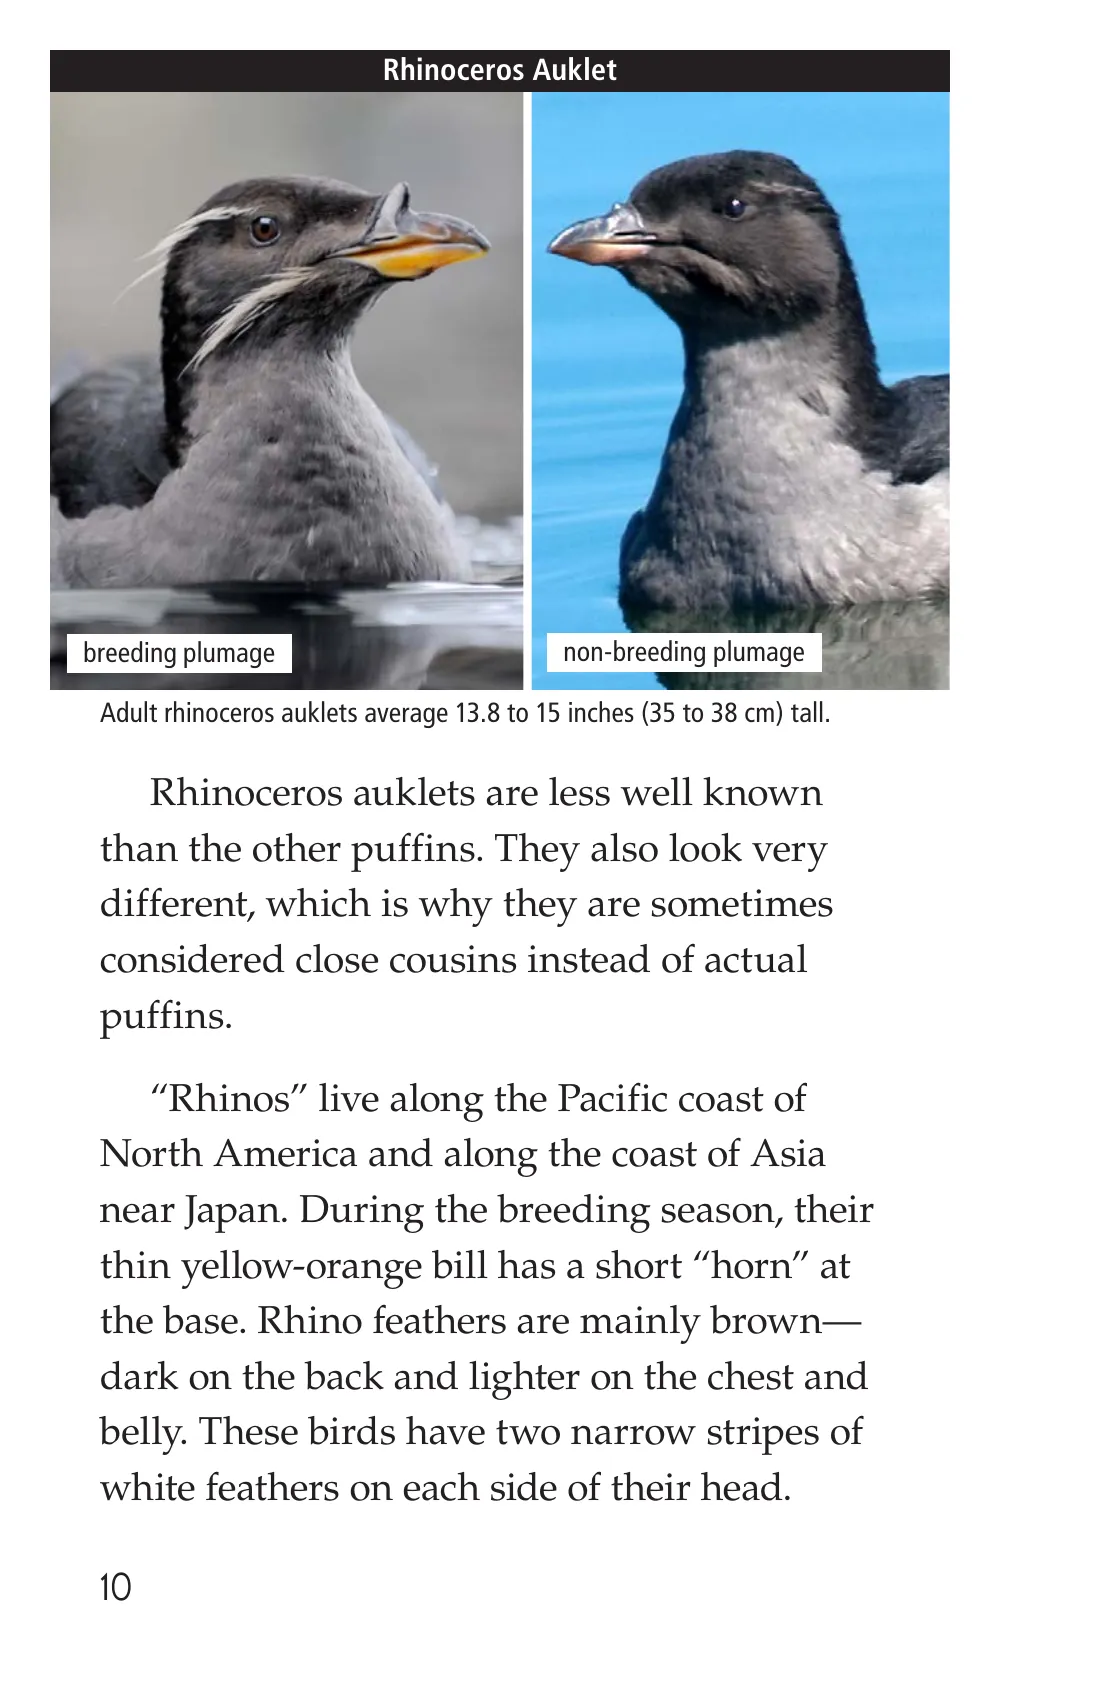 Rhinoceros Auklet
breeding plumage
non-breeding plumage
Adult rhinoceros auklets average 13.8 to 15 inches (35 to 38 cm) tall.
Rhinoceros auklets are less well known
than the other puffins. They also look very
different, which is why they are sometimes
considered close cousins instead of actual
puffins.
“Rhinos” live along the Pacific coast of
North America and along the coast of Asia
near Japan. During the breeding season, their
thin yellow-orange bill has a short “horn” at
the base. Rhino feathers are mainly brown—
dark on the back and lighter on the chest and
belly. These birds have two narrow stripes of
white feathers on each side of their head.
10